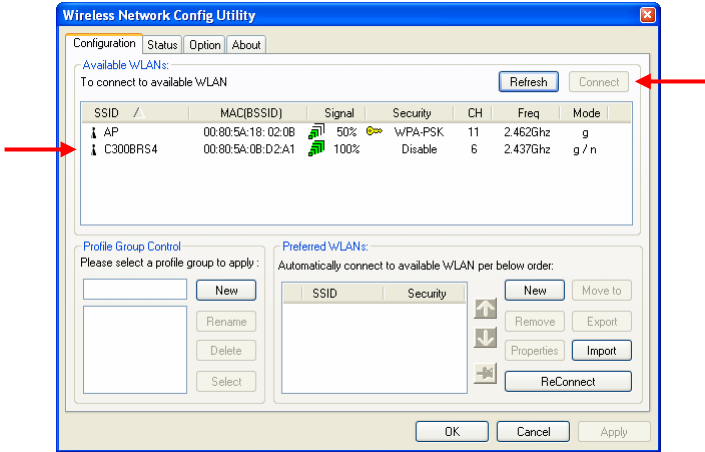 Wireless Network Config Utility
Configuration Status Option About
Available WLANs:
To connect to available WLAN
Refresh Connect
SSID MAC(BSSID) Signal Security CH Freq Mode
AP 00:80:5A:18:02:0B 50% WPA-PSK 11 2.462Ghz g
C300BRS4 00:80:5A:0B:D2:A1 100% Disable 6 2.437Ghz g / n
Profile Group Control
Please select a profile group to apply :
New
Rename
Delete
Select
Preferred WLANs:
Automatically connect to available WLAN per below order:
SSID Security
New Move to
Remove Export
Properties Import
ReConnect
OK Cancel Apply